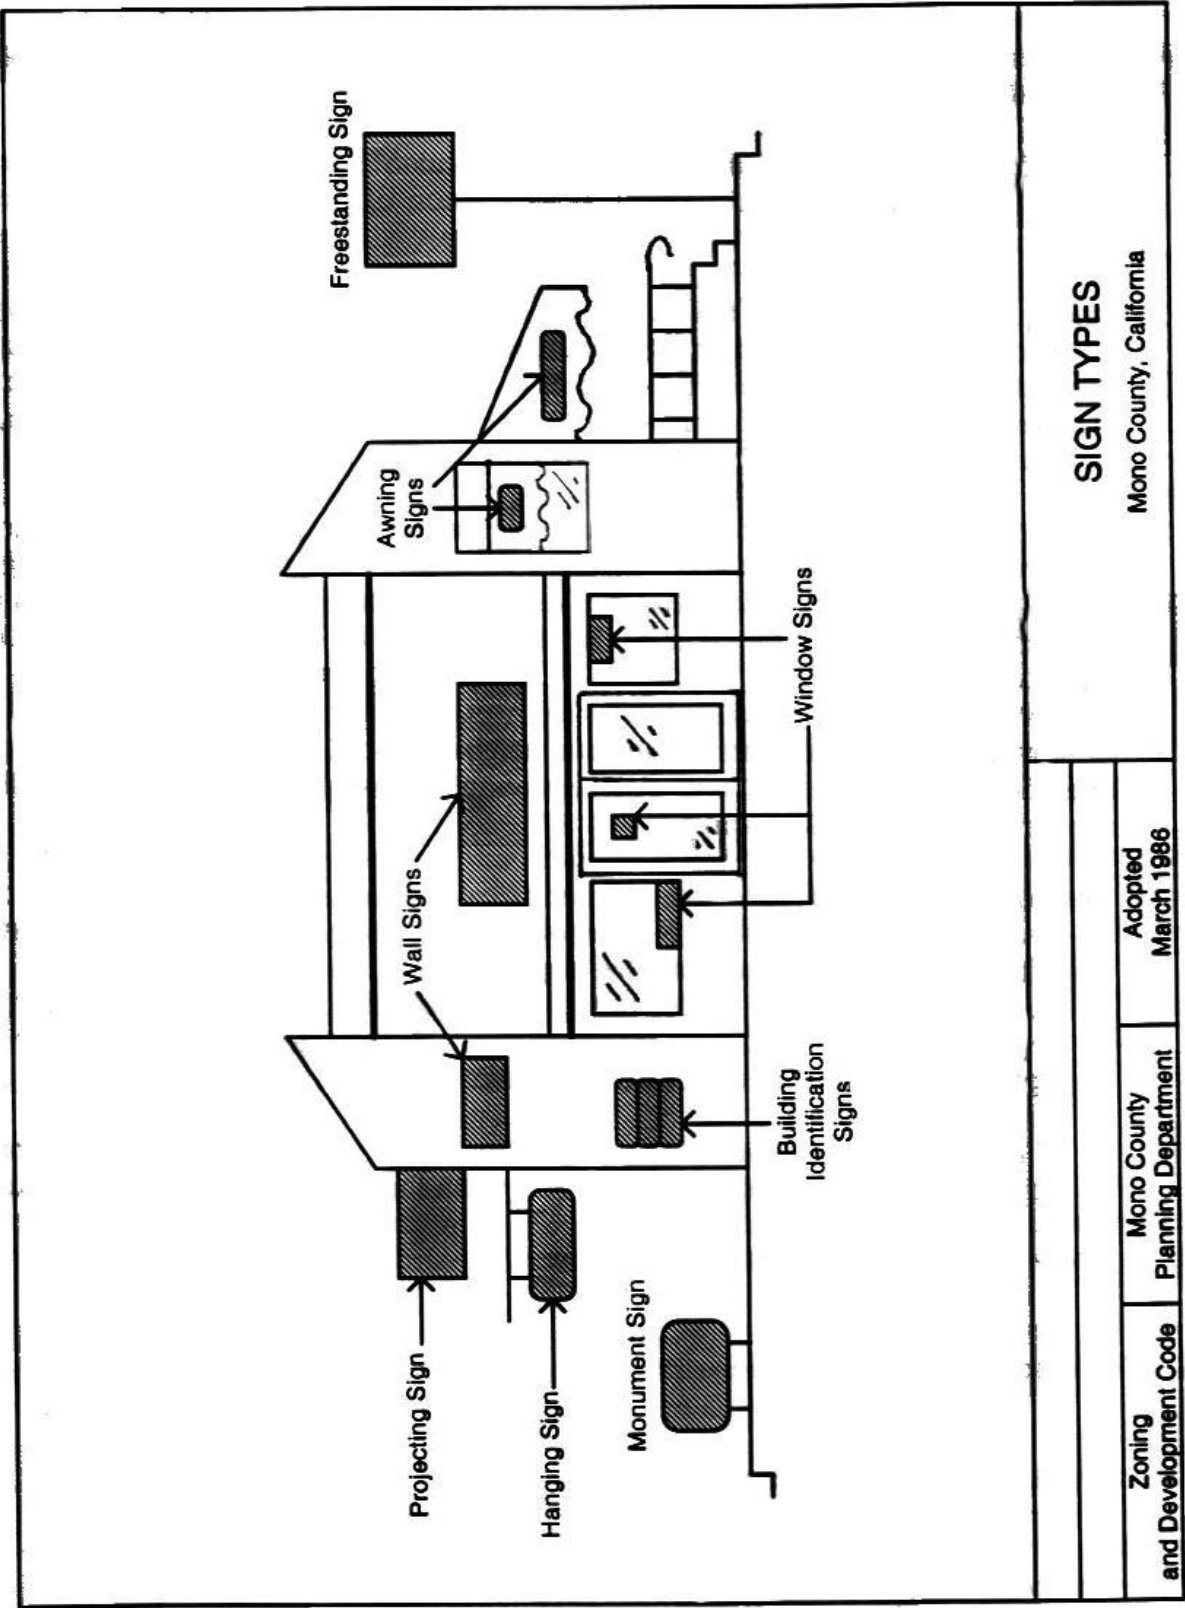 Freestanding Sign
Awning
Signs
Wall Signs
Projecting Sign
Hanging Sign
Monument Sign
Building
Identification
Signs
Window Signs
Zoning
and Development Code
Mono County
Planning Department
Adopted
March 1986
SIGN TYPES
Mono County, California